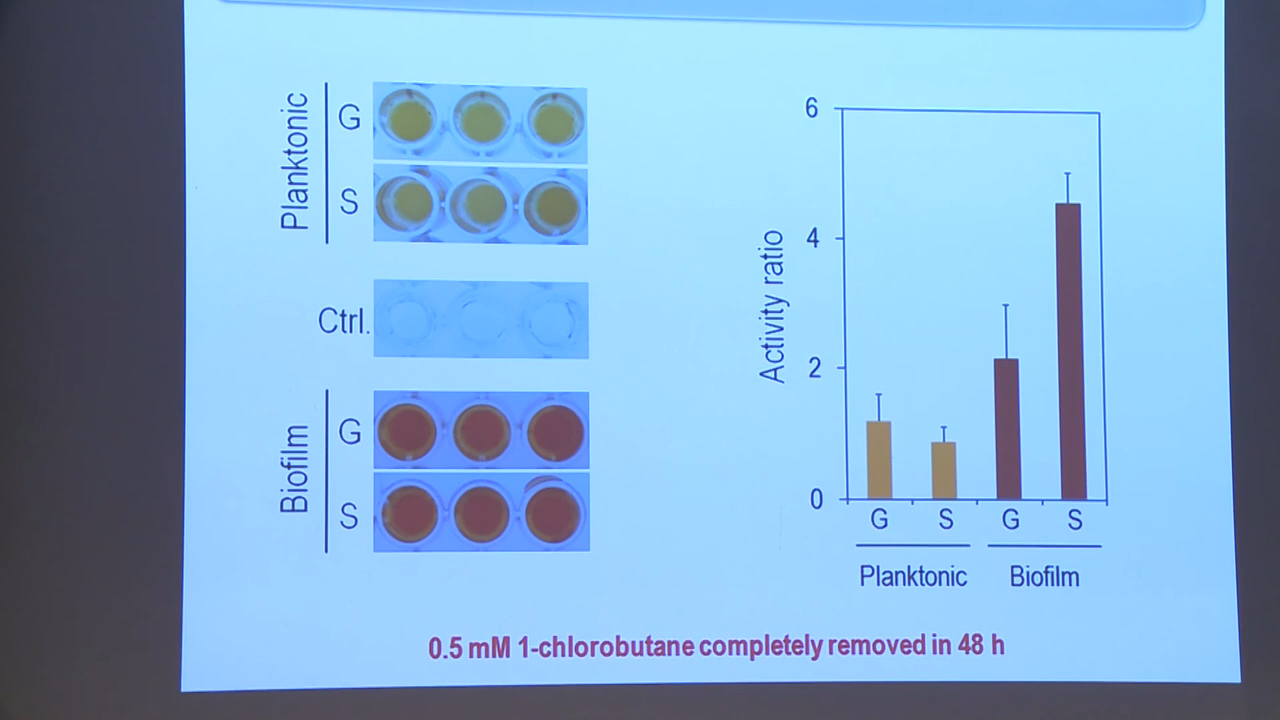 Planktonic
G
S
Ctrl.
Biofilm
G
S
Activity ratio
6
4
2
0
G S G S
Planktonic Biofilm
0.5 mM 1-chlorobutane completely removed in 48 h